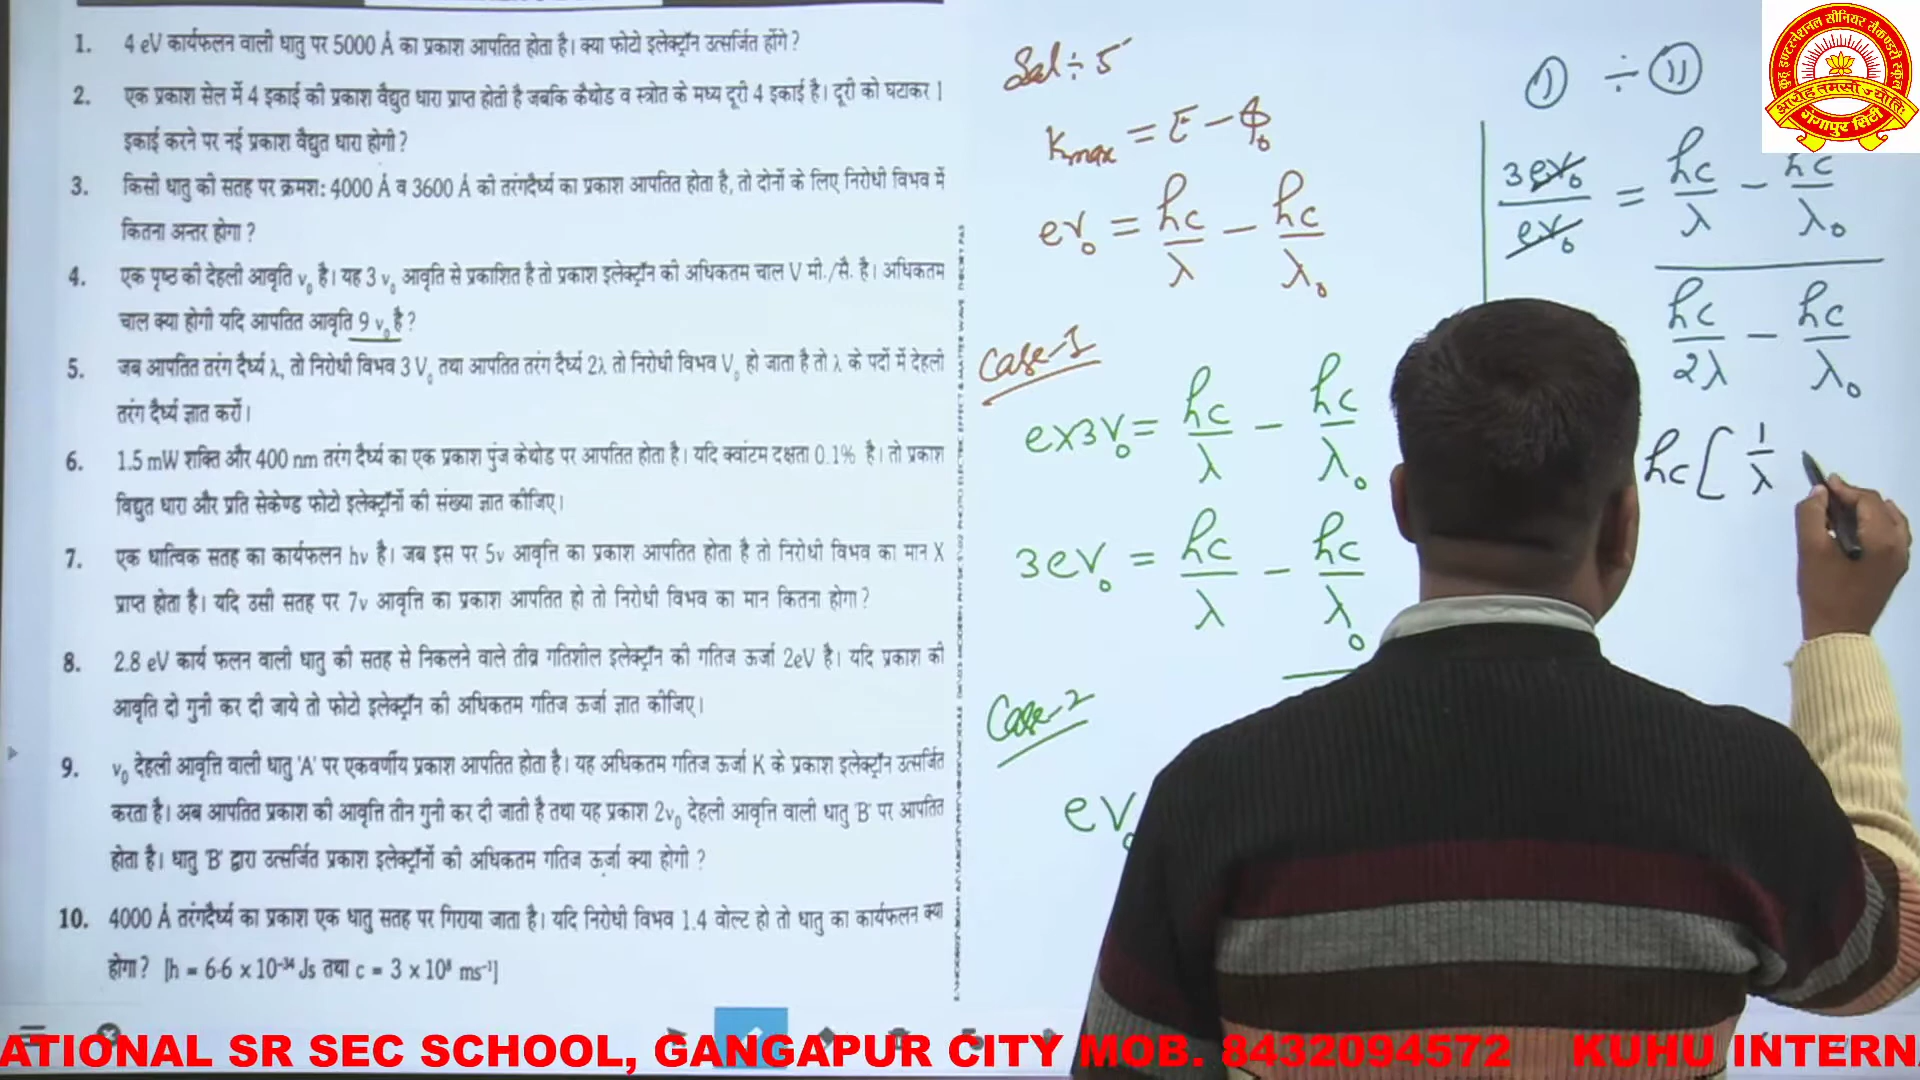 1. 4 eV कार्यफलन वाली धातु पर 5000 Å का प्रकाश आपतित होता है। क्या फोटो इलेक्ट्रॉन उत्सर्जित होंगे?
2. एक प्रकाश सेल में 4 इकाई की प्रकाश वैद्युत धारा प्राप्त होती है जबकि कैथोड व स्त्रोत के मध्य दूरी 4 इकाई है। दूरी को घटाकर 1
इकाई करने पर नई प्रकाश वैद्युत धारा होगी?
3. किसी धातु की सतह पर क्रमश: 4000 Å व 3600 Å की तरंगदैर्ध्य का प्रकाश आपतित होता है, तो दोनों के लिए निरोधी विभव में
कितना अन्तर होगा?
4. एक पृष्ठ की देहली आवृति v₀ है। यह 3 v₀ आवृति से प्रकाशित है तो प्रकाश इलेक्ट्रॉन की अधिकतम चाल V मी./सै. है। अधिकतम
चाल क्या होगी यदि आपतित आवृति 9 v₀ है?
5. जब आपतित तरंग दैर्ध्य λ, तो निरोधी विभव 3 V₀ तथा आपतित तरंग दैर्ध्य 2λ तो निरोधी विभव V₀ हो जाता है तो λ के पदों में देहली
तरंग दैर्ध्य ज्ञात करों।
6. 1.5 mW शक्ति और 400 nm तरंग दैर्ध्य का एक प्रकाश पुंज केथोड पर आपतित होता है। यदि क्वांटम दक्षता 0.1% है। तो प्रकाश
विद्युत धारा और प्रति सेकेण्ड फोटो इलेक्ट्रॉनों की संख्या ज्ञात कीजिए।
7. एक धात्विक सतह का कार्यफलन hv है। जब इस पर 5v आवृत्ति का प्रकाश आपतित होता है तो निरोधी विभव का मान X
प्राप्त होता है। यदि उसी सतह पर 7v आवृत्ति का प्रकाश आपतित हो तो निरोधी विभव का मान कितना होगा?
8. 2.8 eV कार्य फलन वाली धातु की सतह से निकलने वाले तीव्र गतिशील इलेक्ट्रॉन की गतिज ऊर्जा 2eV है। यदि प्रकाश की
आवृति दो गुनी कर दी जाये तो फोटो इलेक्ट्रॉन की अधिकतम गतिज ऊर्जा ज्ञात कीजिए।
9. v₀ देहली आवृत्ति वाली धातु 'A' पर एकवर्णीय प्रकाश आपतित होता है। यह अधिकतम गतिज ऊर्जा K के प्रकाश इलेक्ट्रॉन उत्सर्जित
करता है। अब आपतित प्रकाश की आवृत्ति तीन गुनी कर दी जाती है तथा यह प्रकाश 2v₀ देहली आवृत्ति वाली धातु 'B' पर आपतित
होता है। धातु 'B' द्वारा उत्सर्जित प्रकाश इलेक्ट्रॉनों की अधिकतम गतिज ऊर्जा क्या होगी ?
10. 4000 Å तरंगदैर्ध्य का प्रकाश एक धातु सतह पर गिराया जाता है। यदि निरोधी विभव 1.4 वोल्ट हो तो धातु का कार्यफलन क्या
होगा? [h = 6.6 × 10⁻³⁴ Js तथा c = 3 × 10⁸ ms⁻¹]
Sol ÷ 5
Kmax = E − Φ₀
eV₀ = hc/λ − hc/λ₀
Case-1
e×3V₀ = hc/λ − hc/λ₀
3eV₀ = hc/λ − hc/λ₀
Case-2
eV₀
I ÷ II
3eV₀/eV₀ = hc/λ − hc/λ₀
hc/2λ − hc/λ₀
hc [ 1/λ
कुहू इण्टरनेशनल सीनियर सैकण्डरी स्कूल
आरोह तमसो ज्योतिः
गंगापुर सिटी
ATIONAL SR SEC SCHOOL, GANGAPUR CITY MOB. 8432094572 KUHU INTERN